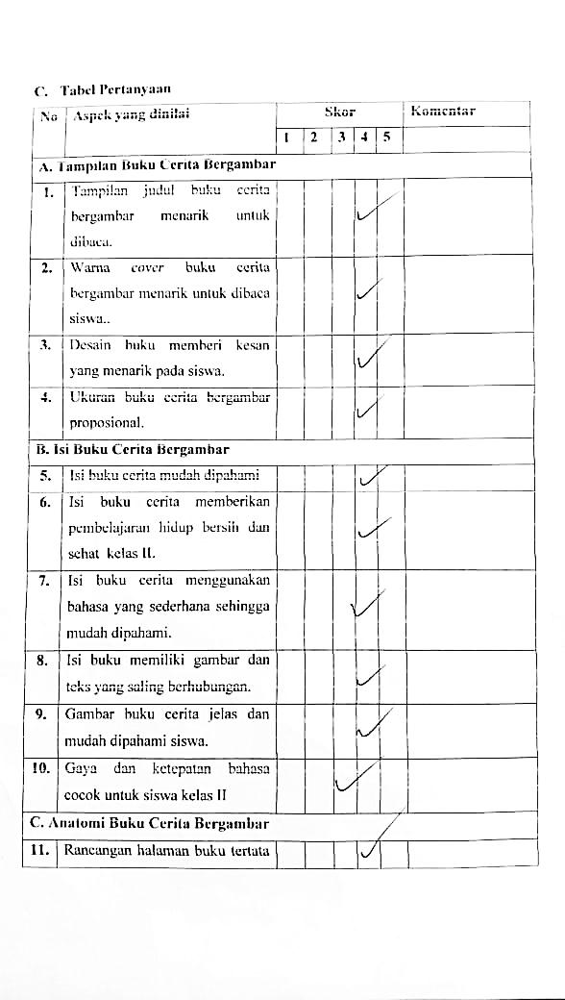 C. Tabel Pertanyaan
No Aspek yang dinilai Skor Komentar
1 2 3 4 5
A. Tampilan Buku Cerita Bergambar
1. Tampilan judul buku cerita
bergambar menarik untuk
dibaca.
2. Warna cover buku cerita
bergambar menarik untuk dibaca
siswa..
3. Desain buku memberi kesan
yang menarik pada siswa.
4. Ukuran buku cerita bergambar
proposional.
B. Isi Buku Cerita Bergambar
5. Isi buku cerita mudah dipahami
6. Isi buku cerita memberikan
pembelajaran hidup bersih dan
sehat kelas II.
7. Isi buku cerita menggunakan
bahasa yang sederhana sehingga
mudah dipahami.
8. Isi buku memiliki gambar dan
teks yang saling berhubungan.
9. Gambar buku cerita jelas dan
mudah dipahami siswa.
10. Gaya dan ketepatan bahasa
cocok untuk siswa kelas II
C. Anatomi Buku Cerita Bergambar
11. Rancangan halaman buku tertata